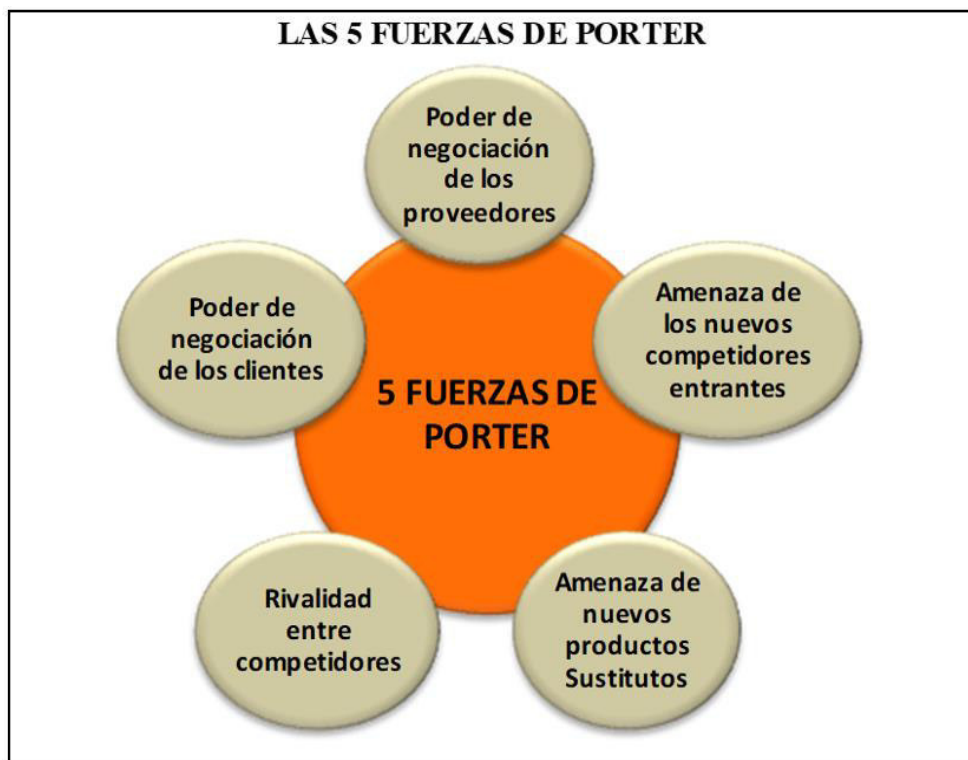 LAS 5 FUERZAS DE PORTER
Poder de
negociación
de los
proveedores
Amenaza de
los nuevos
competidores
entrantes
Amenaza de
nuevos
productos
Sustitutos
Rivalidad
entre
competidores
Poder de
negociación
de los clientes
5 FUERZAS DE
PORTER